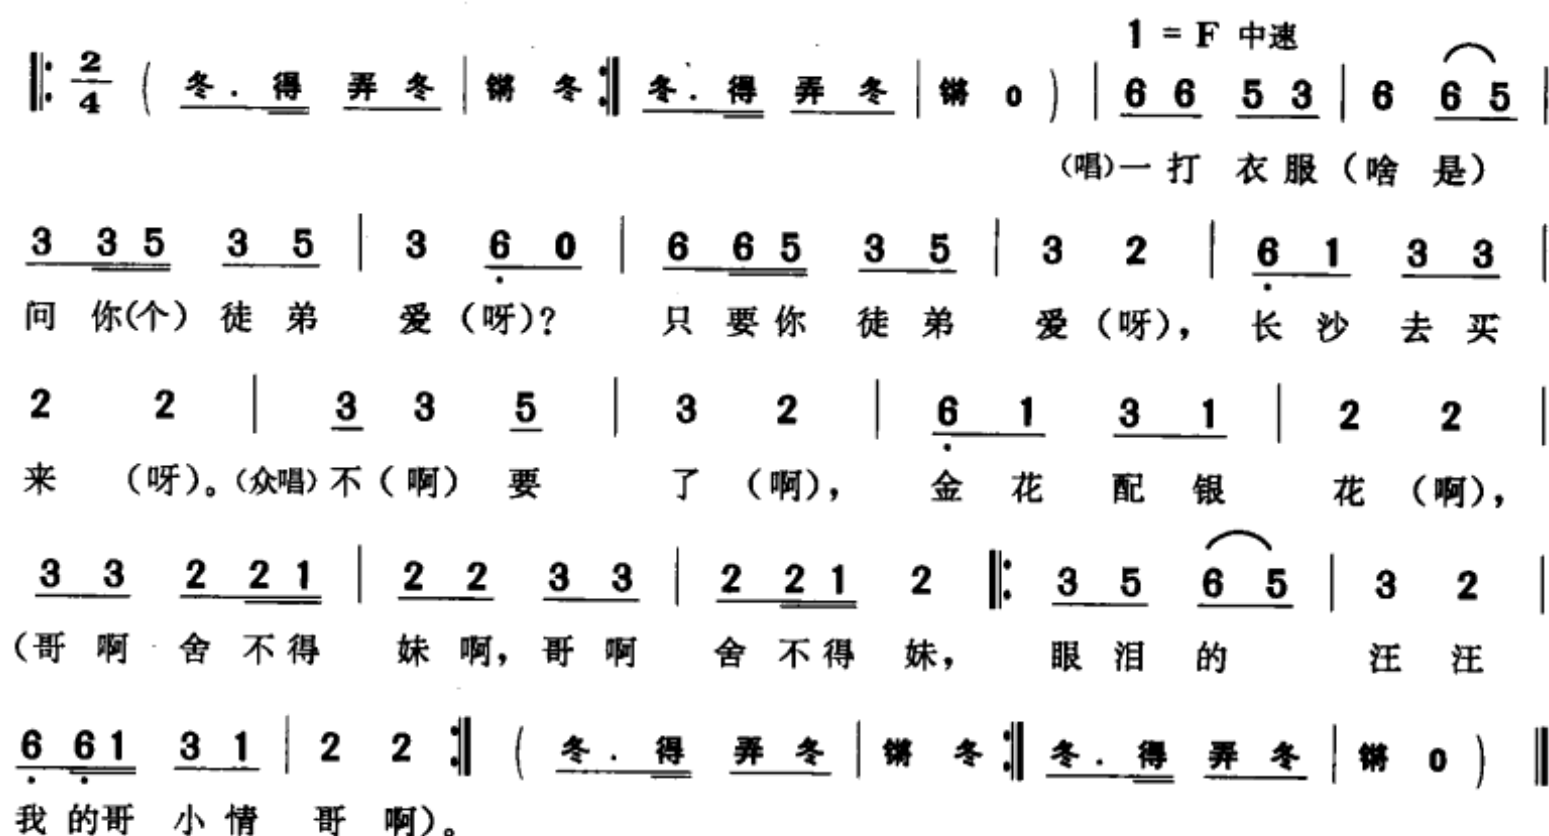 1 = F 中速
2/4 ( 冬. 得 弄 冬 | 锵 冬 :| 冬. 得 弄 冬 | 锵 0 ) | 6 6 5 3 | 6 6 5 |
(唱)一 打 衣 服 (啥 是)
3 3 5 3 5 | 3 6 0 | 6 6 5 3 5 | 3 2 | 6 1 3 3 |
问 你(个) 徒 弟 爱 (呀)? 只 要 你 徒 弟 爱 (呀), 长 沙 去 买
2 2 | 3 3 5 | 3 2 | 6 1 3 1 | 2 2 |
来 (呀)。(众唱) 不 (啊) 要 了 (啊), 金 花 配 银 花 (啊),
3 3 2 2 1 | 2 2 3 3 | 2 2 1 2 |: 3 5 6 5 | 3 2 |
(哥 啊 舍 不 得 妹 啊, 哥 啊 舍 不 得 妹, 眼 泪 的 汪 汪
6 6 1 3 1 | 2 2 :| ( 冬. 得 弄 冬 | 锵 冬 :| 冬. 得 弄 冬 | 锵 0 ) ||
我 的 哥 小 情 哥 啊)。